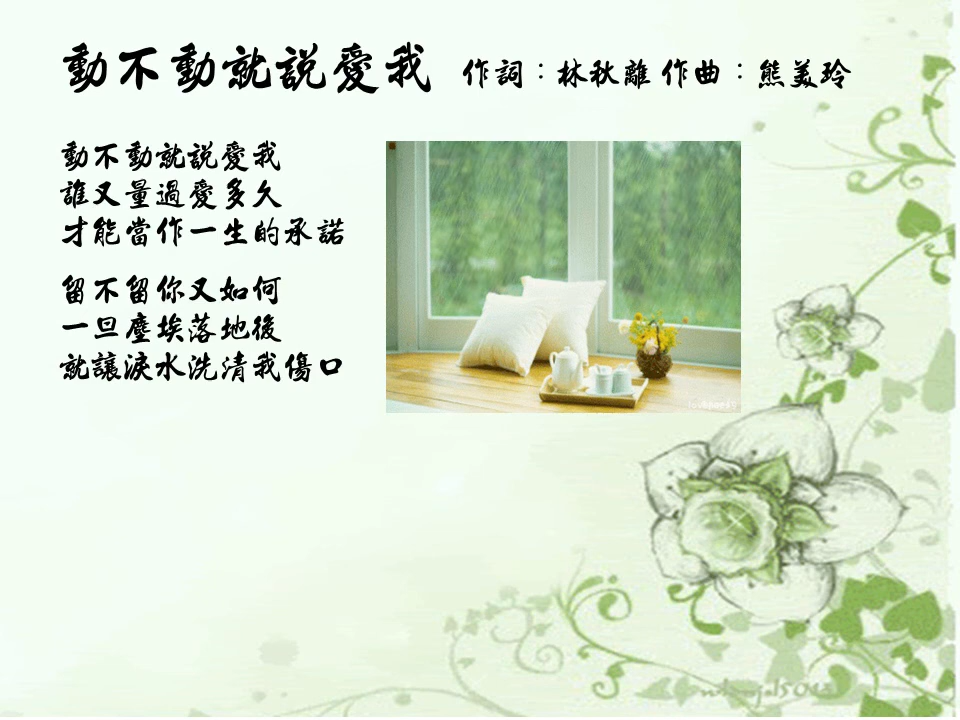 動不動就說愛我 作詞：林秋離 作曲：熊美玲
動不動就說愛我
誰又量過愛多久
才能當作一生的承諾
留不留你又如何
一旦塵埃落地後
就讓淚水洗清我傷口